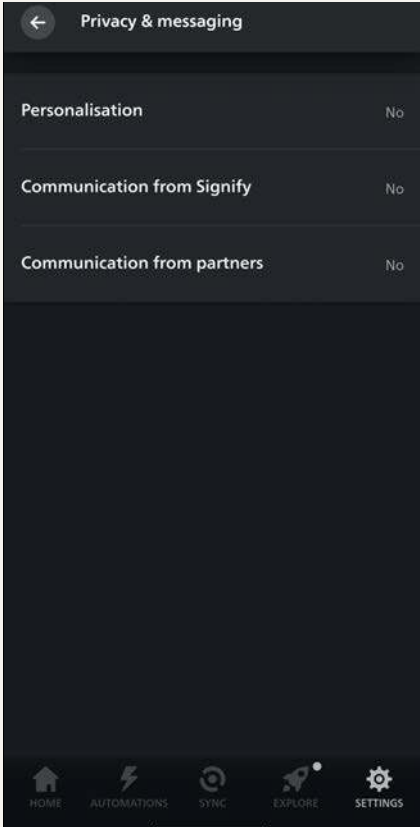 Privacy & messaging
Personalisation No
Communication from Signify No
Communication from partners No
HOME AUTOMATIONS SYNC EXPLORE SETTINGS